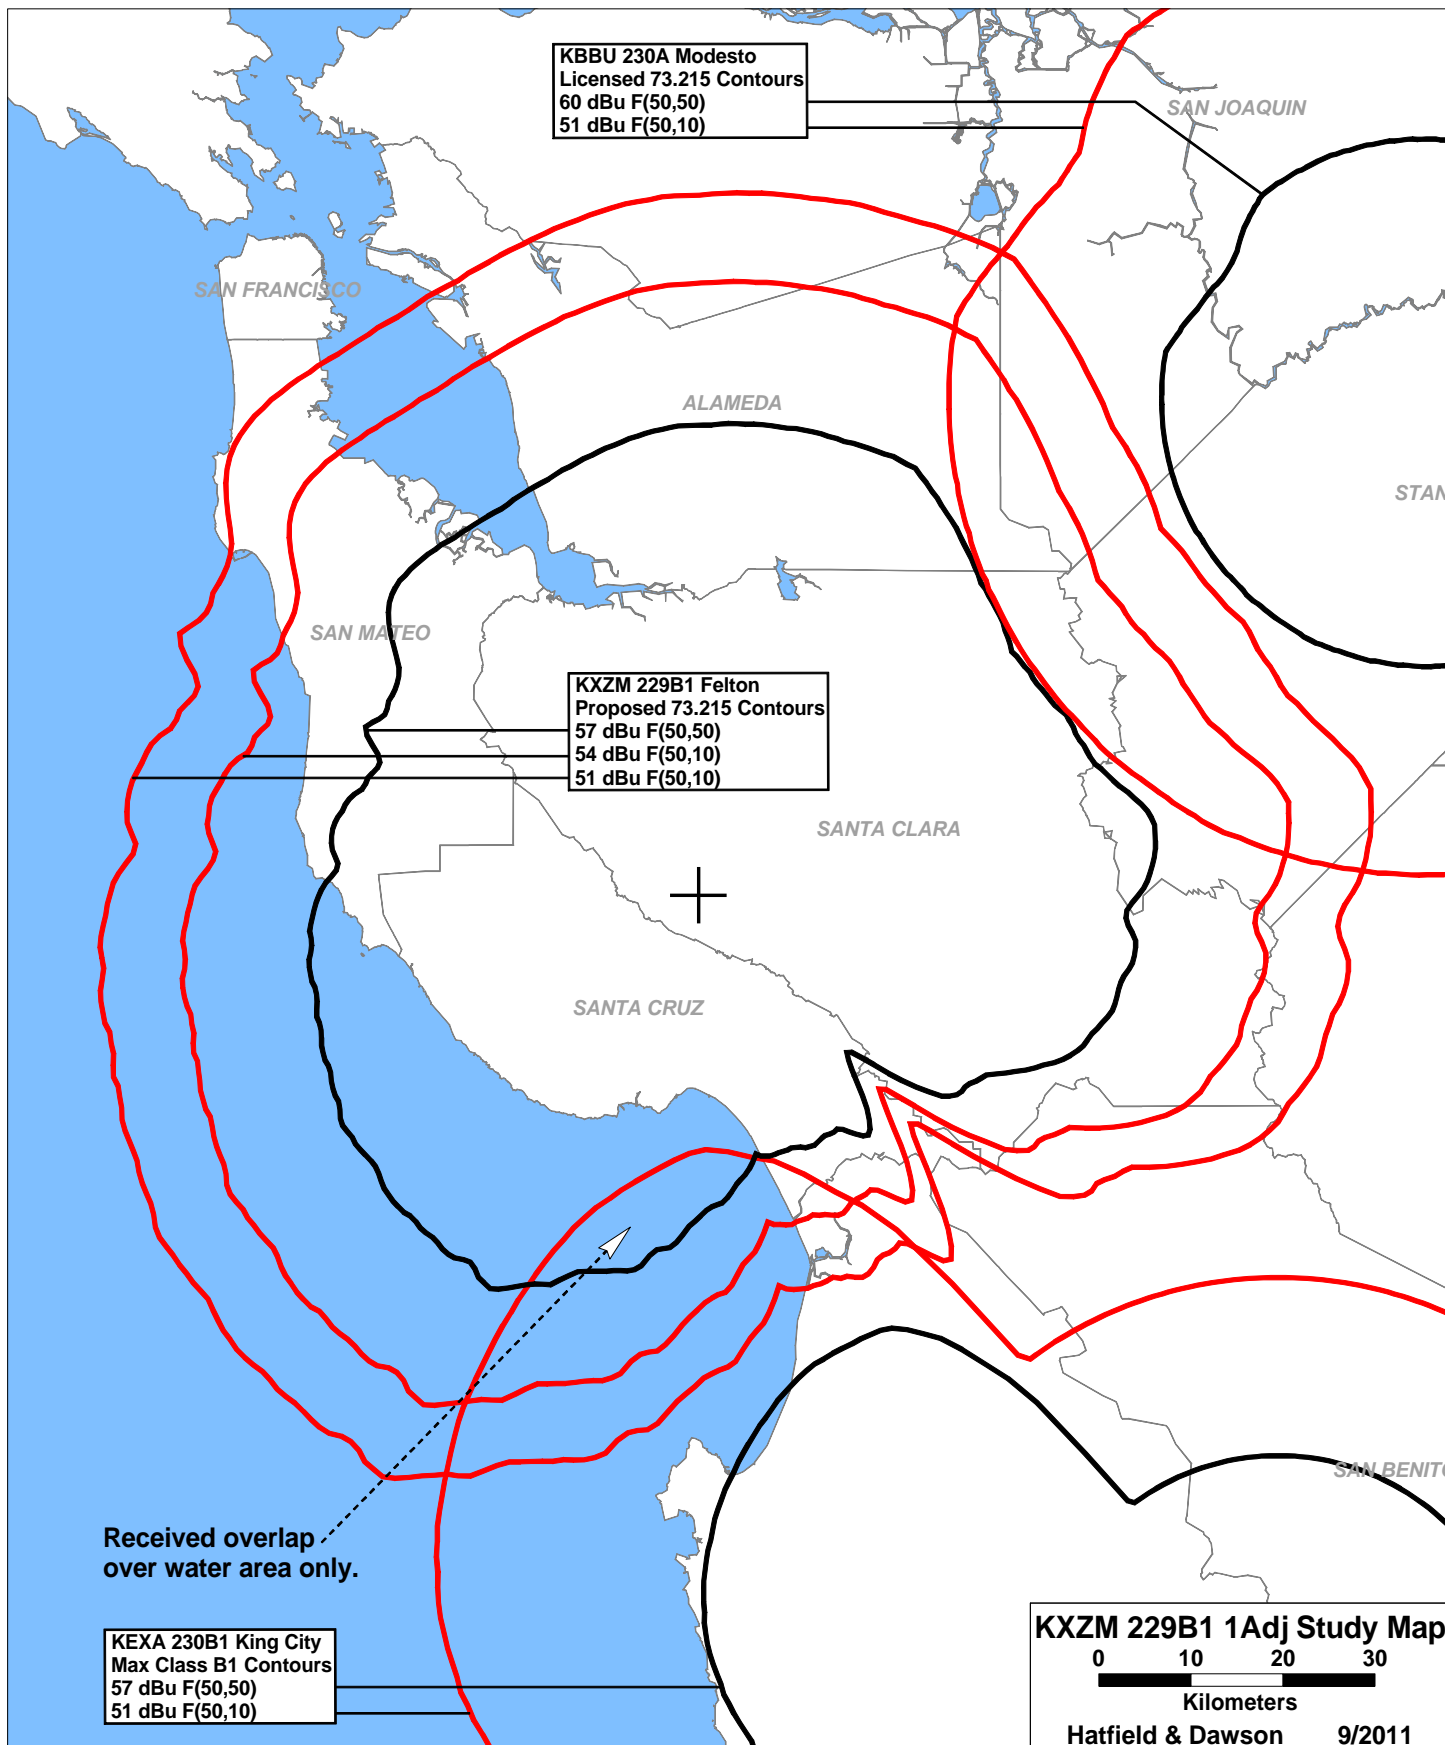 KBBU 230A Modesto
Licensed 73.215 Contours
60 dBu F(50,50)
51 dBu F(50,10)
SAN JOAQUIN
SAN FRANCISCO
ALAMEDA
STAN
SAN MATEO
KXZM 229B1 Felton
Proposed 73.215 Contours
57 dBu F(50,50)
54 dBu F(50,10)
51 dBu F(50,10)
SANTA CLARA
SANTA CRUZ
SAN BENITO
Received overlap
over water area only.
KEXA 230B1 King City
Max Class B1 Contours
57 dBu F(50,50)
51 dBu F(50,10)
KXZM 229B1 1Adj Study Map
0 10 20 30
Kilometers
Hatfield & Dawson 9/2011